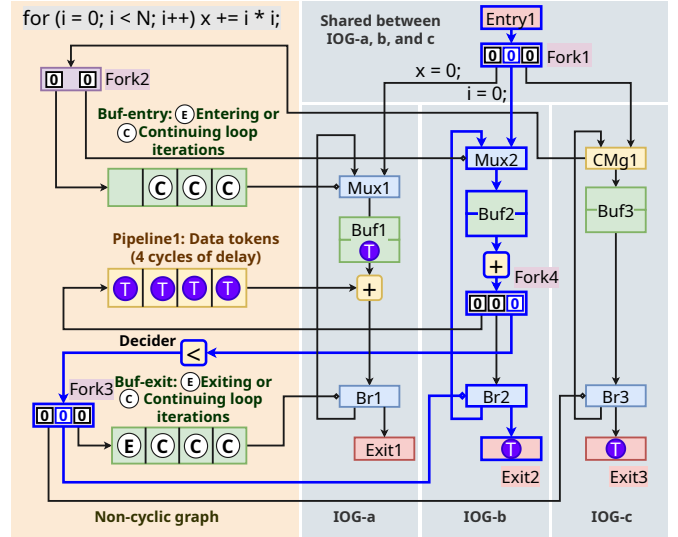 for (i = 0; i < N; i++) x += i * i;
Shared between
IOG-a, b, and c
Entry1
0 0 0
Fork1
x = 0;
i = 0;
0 0
Fork2
Buf-entry: E Entering or
C Continuing loop
iterations
C C C
Mux1
Mux2
CMg1
Buf1
T
Buf2
Buf3
Pipeline1: Data tokens
(4 cycles of delay)
T T T T
+
+
Fork4
0 0 0
Decider
<
Fork3
0 0 0
Buf-exit: E Exiting or
C Continuing loop
iterations
E C C C
Br1
Br2
Br3
Exit1
T
Exit2
T
Exit3
Non-cyclic graph
IOG-a
IOG-b
IOG-c